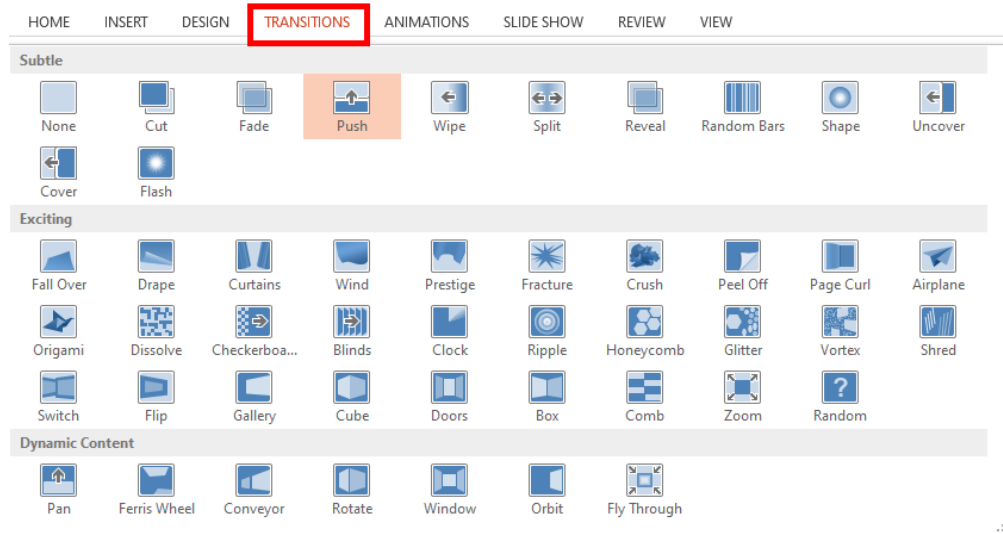 HOME INSERT DESIGN TRANSITIONS ANIMATIONS SLIDE SHOW REVIEW VIEW
Subtle
None Cut Fade Push Wipe Split Reveal Random Bars Shape Uncover
Cover Flash
Exciting
Fall Over Drape Curtains Wind Prestige Fracture Crush Peel Off Page Curl Airplane
Origami Dissolve Checkerboa... Blinds Clock Ripple Honeycomb Glitter Vortex Shred
Switch Flip Gallery Cube Doors Box Comb Zoom ? Random
Dynamic Content
Pan Ferris Wheel Conveyor Rotate Window Orbit Fly Through